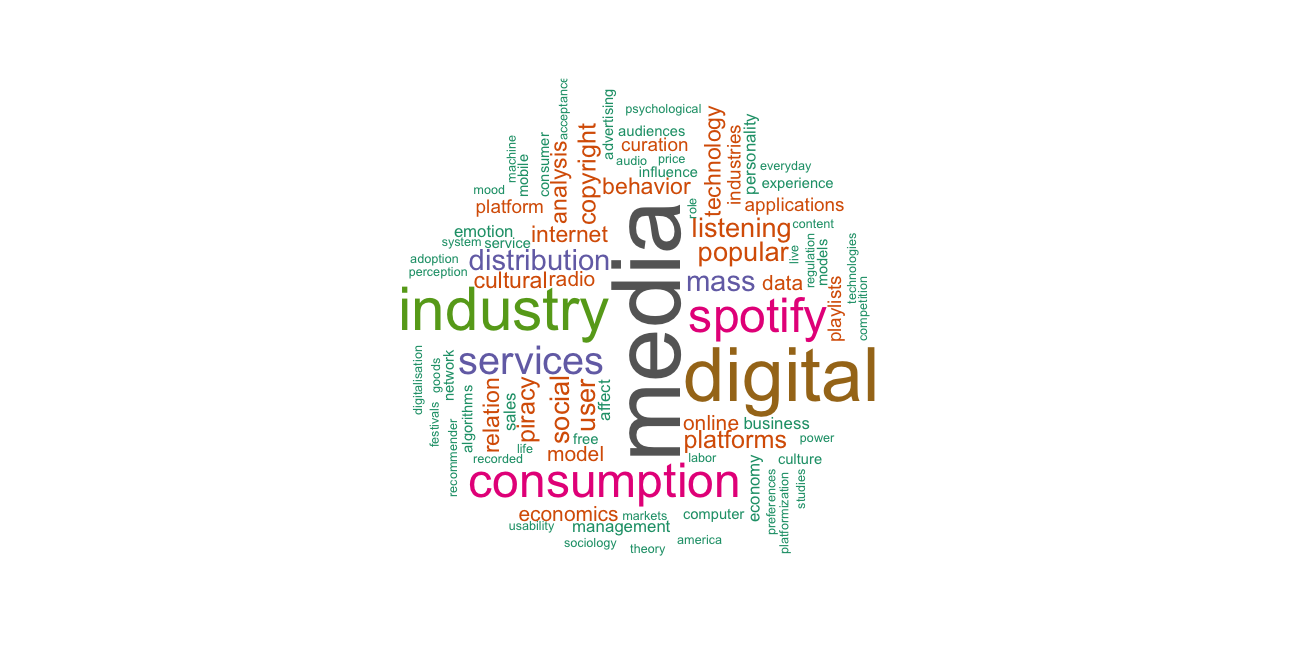 acceptance
advertising
psychological
audiences
curation
technology
industries
personality
machine
mobile
consumer
analysis
copyright
audio
price
influence
everyday
experience
mood
behavior
role
applications
platform
emotion
internet
listening
content
system
service
popular
live
regulation
models
technologies
adoption
distribution
perception
cultural
radio
media
mass
data
playlists
competition
industry
spotify
digitalisation
goods
network
services
digital
festivals
algorithms
relation
sales
piracy
social
user
affect
online
business
recommender
life
free
platforms
power
recorded
model
labor
culture
consumption
economy
preferences
platformization
studies
economics
markets
computer
usability
management
sociology
theory
america